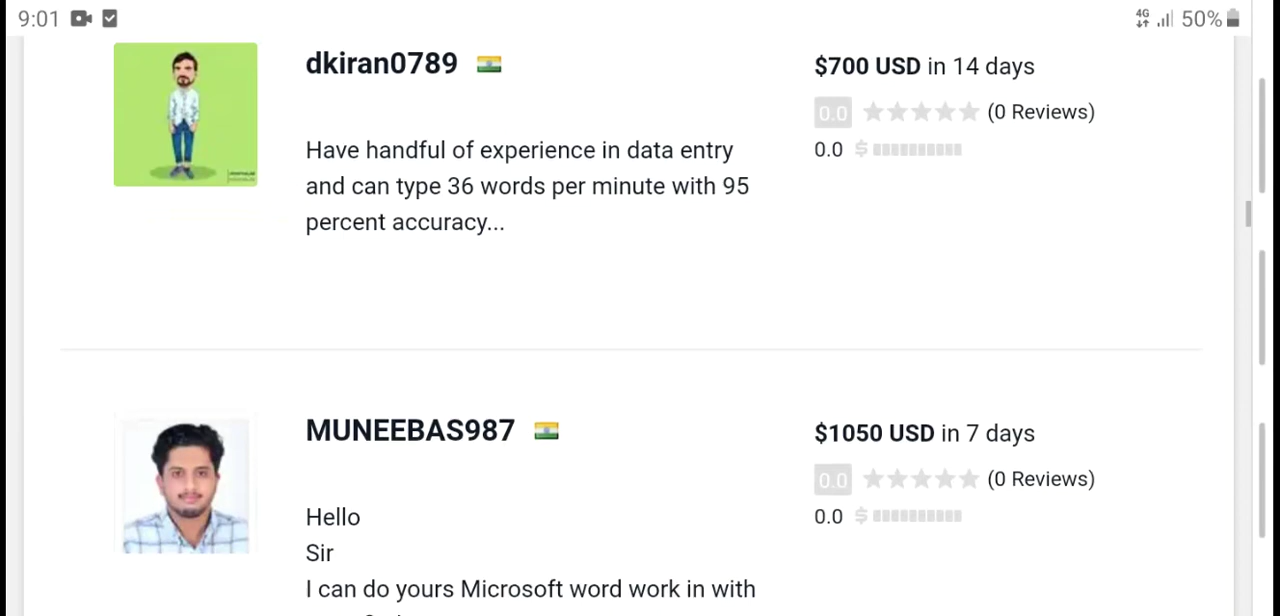 9:01
4G
50%
dkiran0789
$700 USD in 14 days
0.0
(0 Reviews)
0.0 $
Have handful of experience in data entry
and can type 36 words per minute with 95
percent accuracy...
MUNEEBAS987
$1050 USD in 7 days
0.0
(0 Reviews)
0.0 $
Hello
Sir
I can do yours Microsoft word work in with